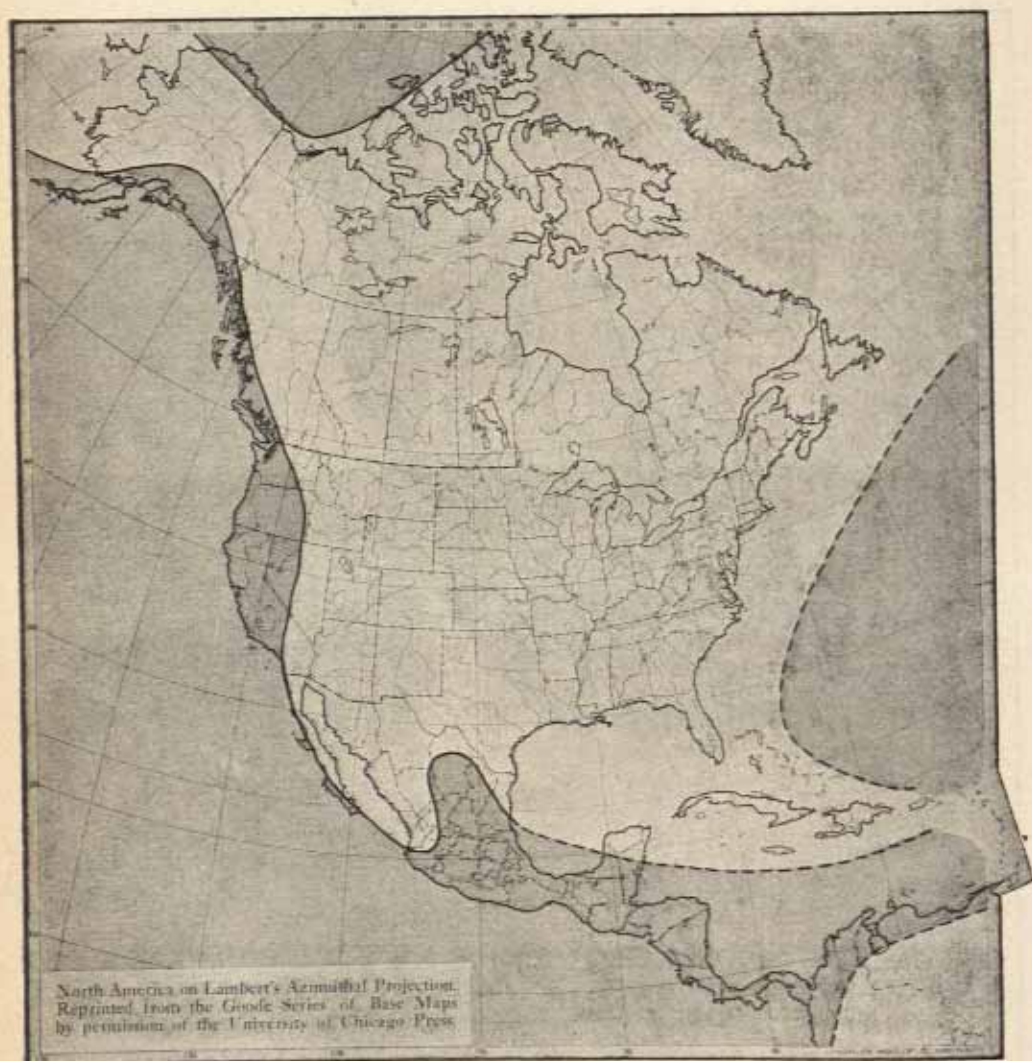 North America on Lambert's Azimuthal Projection.
Reprinted from the Goode Series of Base Maps
by permission of the University of Chicago Press